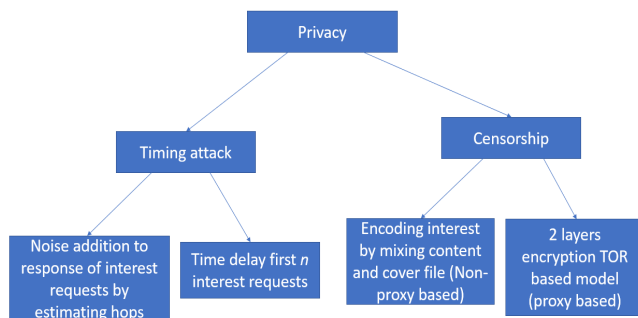 Privacy
Timing attack
Censorship
Noise addition to
response of interest
requests by
estimating hops
Time delay first n
interest requests
Encoding interest
by mixing content
and cover file (Non-
proxy based)
2 layers
encryption TOR
based model
(proxy based)